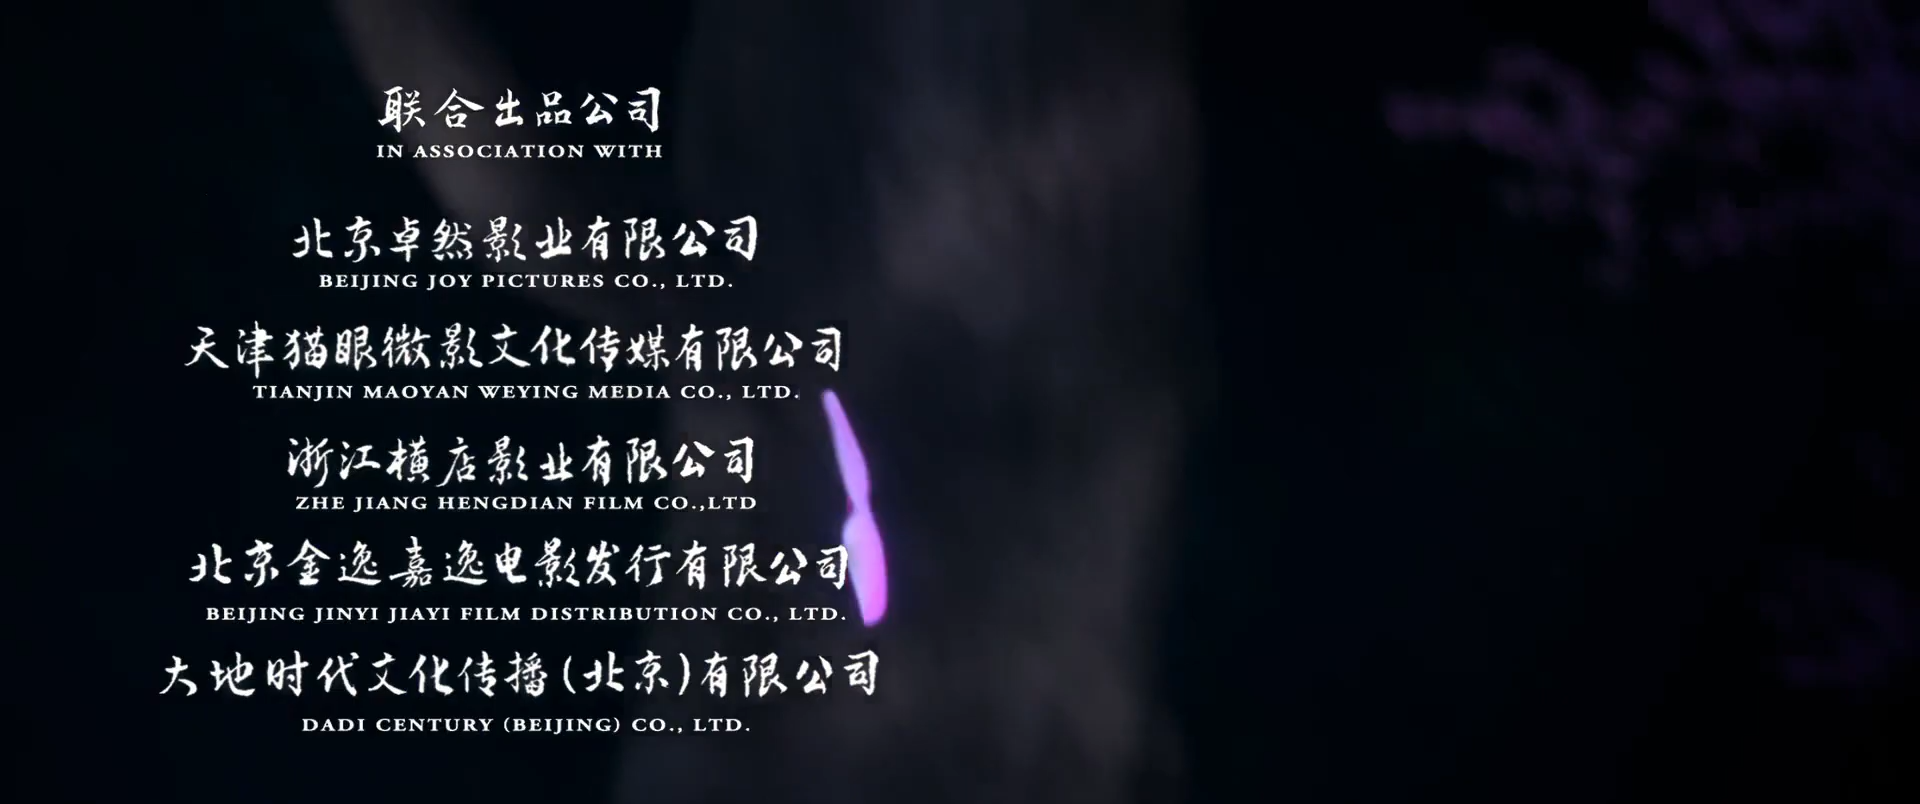 联合出品公司
IN ASSOCIATION WITH
北京卓然影业有限公司
BEIJING JOY PICTURES CO., LTD.
天津猫眼微影文化传媒有限公司
TIANJIN MAOYAN WEYING MEDIA CO., LTD.
浙江横店影业有限公司
ZHE JIANG HENGDIAN FILM CO.,LTD
北京金逸嘉逸电影发行有限公司
BEIJING JINYI JIAYI FILM DISTRIBUTION CO., LTD.
大地时代文化传播(北京)有限公司
DADI CENTURY (BEIJING) CO., LTD.